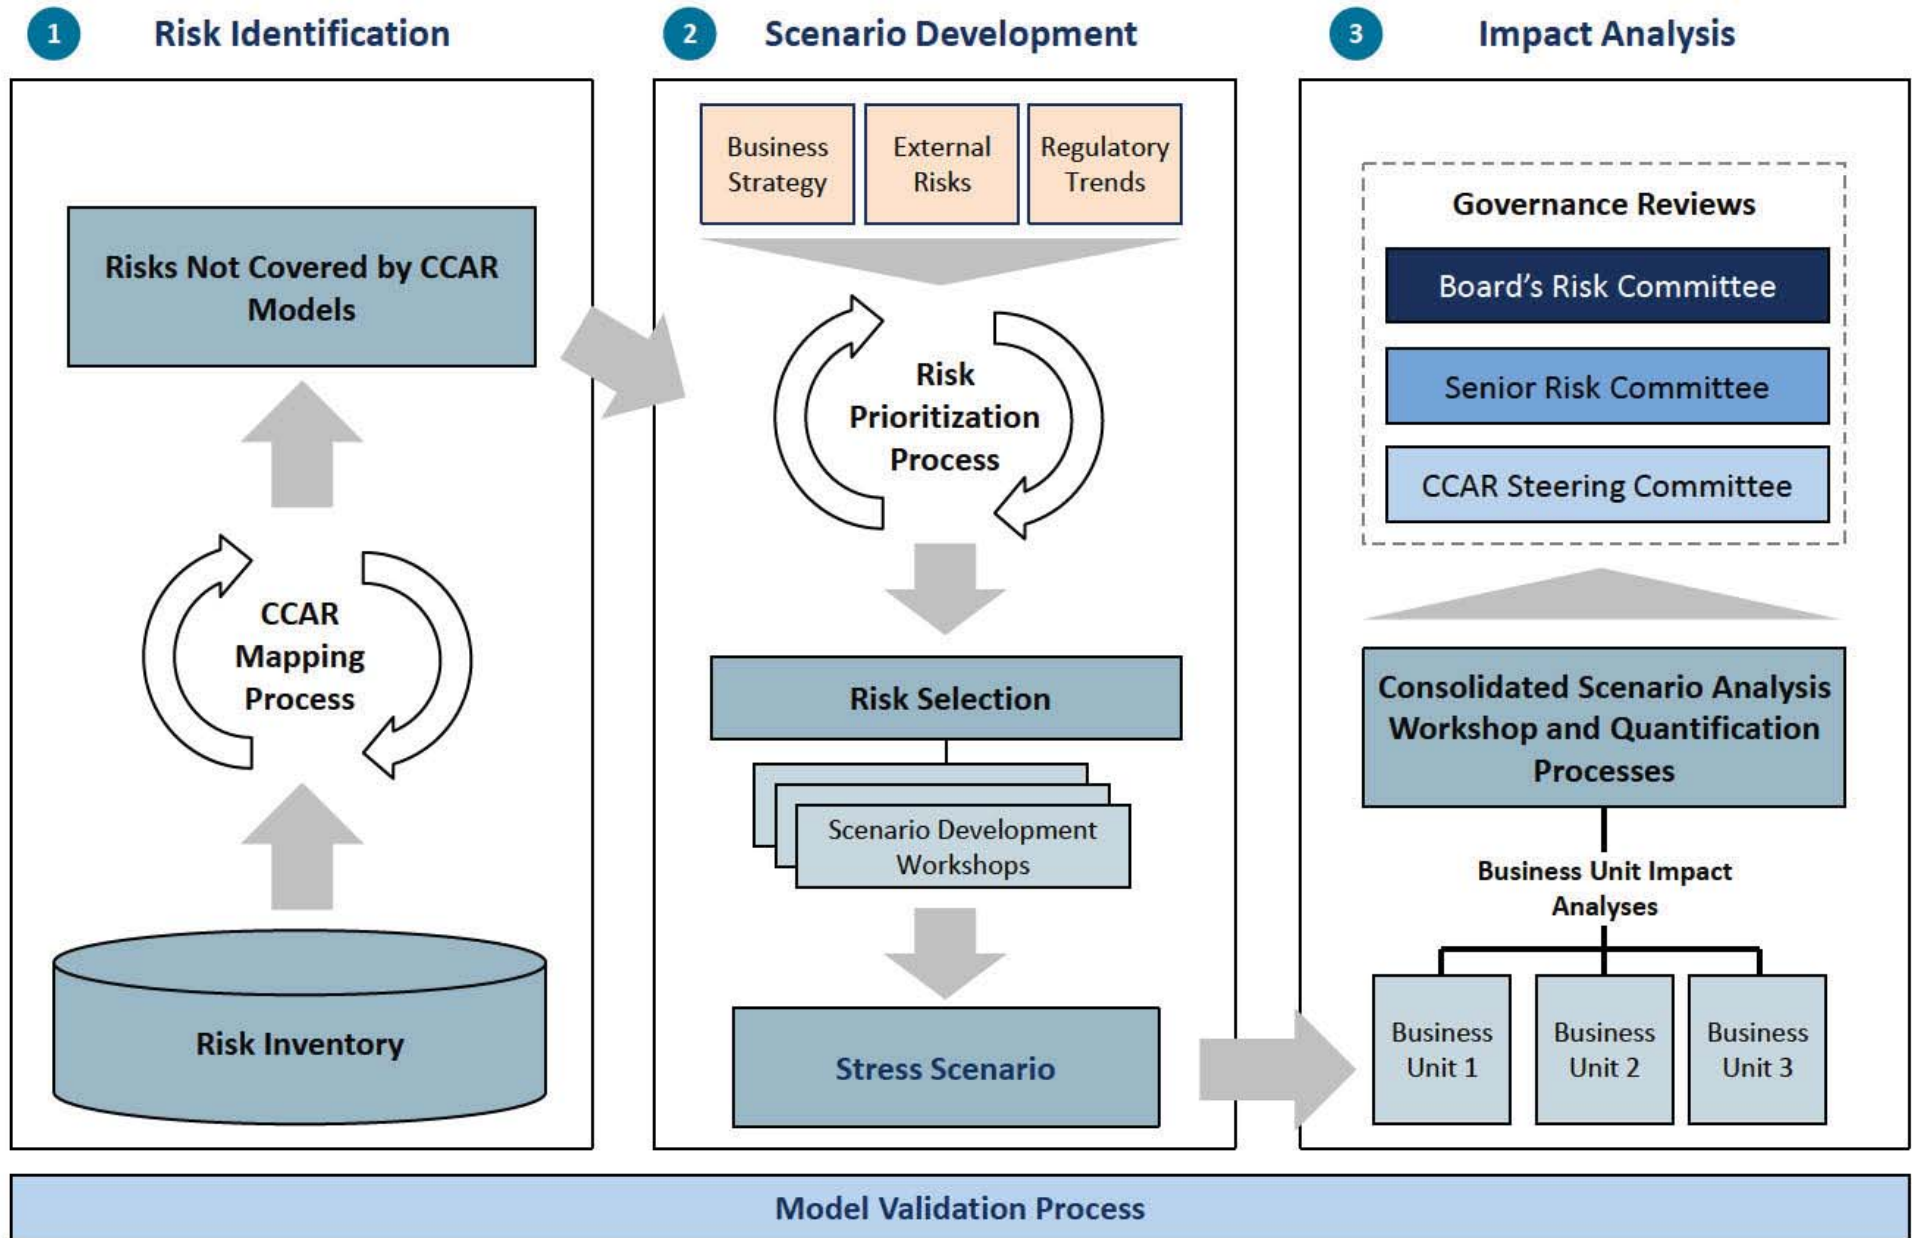 1
Risk Identification
Risks Not Covered by CCAR
Models
CCAR
Mapping
Process
Risk Inventory
2
Scenario Development
Business
Strategy
External
Risks
Regulatory
Trends
Risk
Prioritization
Process
Risk Selection
Scenario Development
Workshops
Stress Scenario
3
Impact Analysis
Governance Reviews
Board’s Risk Committee
Senior Risk Committee
CCAR Steering Committee
Consolidated Scenario Analysis
Workshop and Quantification
Processes
Business Unit Impact
Analyses
Business
Unit 1
Business
Unit 2
Business
Unit 3
Model Validation Process